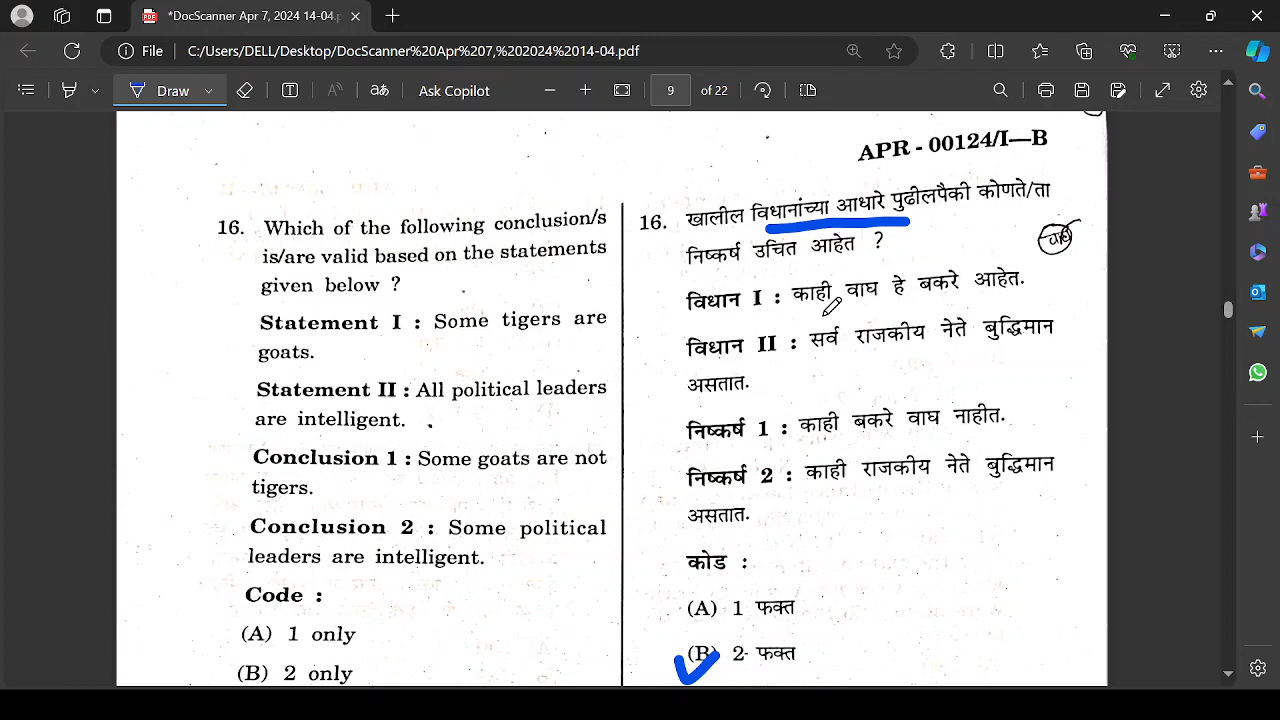 *DocScanner Apr 7, 2024 14-04.p
File C:/Users/DELL/Desktop/DocScanner%20Apr%207,%202024%2014-04.pdf
Draw Ask Copilot 9 of 22
APR - 00124/I—B
16. Which of the following conclusion/s
is/are valid based on the statements
given below ?
Statement I : Some tigers are
goats.
Statement II : All political leaders
are intelligent.
Conclusion 1 : Some goats are not
tigers.
Conclusion 2 : Some political
leaders are intelligent.
Code :
(A) 1 only
(B) 2 only
16. खालील विधानांच्या आधारे पुढीलपैकी कोणते/ता
निष्कर्ष उचित आहेत ?
विधान I : काही वाघ हे बकरे आहेत.
विधान II : सर्व राजकीय नेते बुद्धिमान
असतात.
निष्कर्ष 1 : काही बकरे वाघ नाहीत.
निष्कर्ष 2 : काही राजकीय नेते बुद्धिमान
असतात.
कोड :
(A) 1 फक्त
(B) 2 फक्त